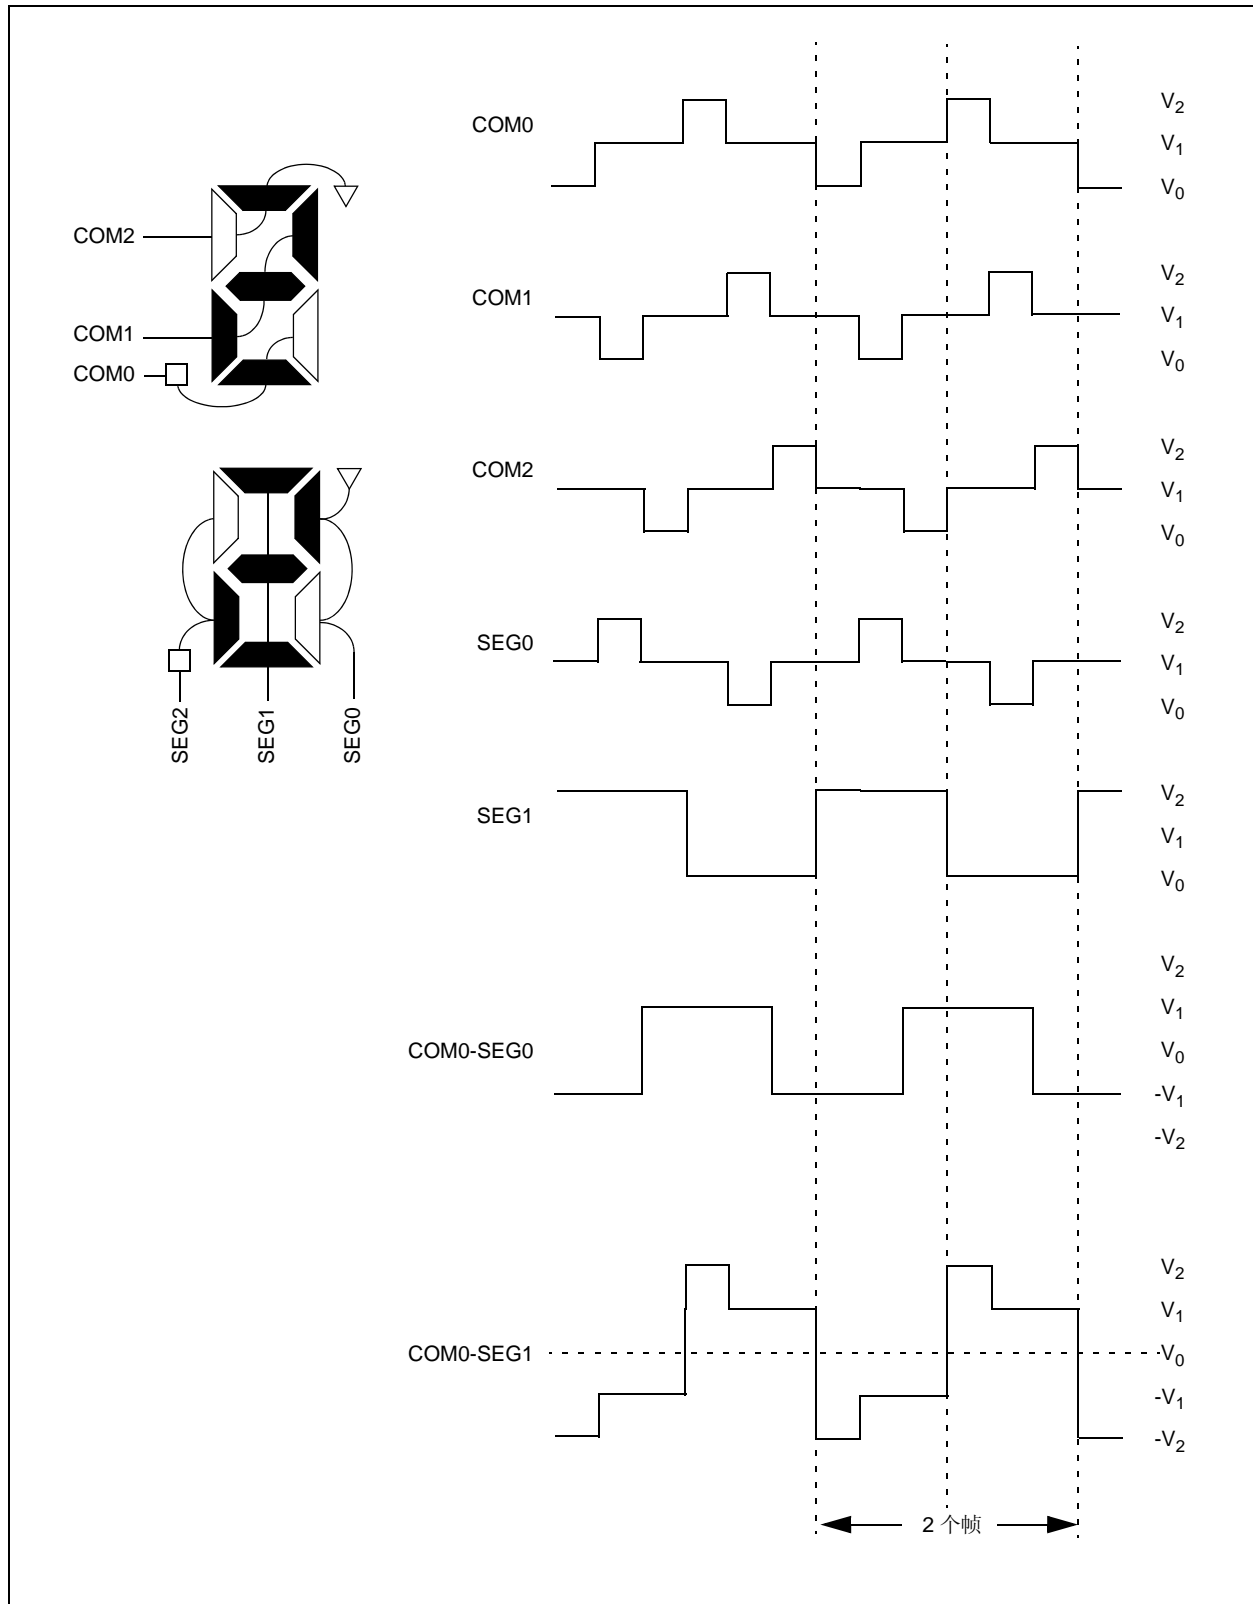 COM2
COM1
COM0
SEG2
SEG1
SEG0
COM0
V2
V1
V0
COM1
V2
V1
V0
COM2
V2
V1
V0
SEG0
V2
V1
V0
SEG1
V2
V1
V0
COM0-SEG0
V2
V1
V0
-V1
-V2
COM0-SEG1
V2
V1
V0
-V1
-V2
2 个帧